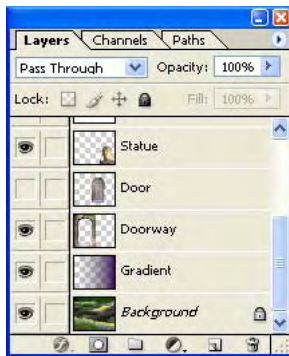 Layers Channels Paths
Pass Through Opacity: 100%
Lock: Fill: 100%
Statue
Door
Doorway
Gradient
Background